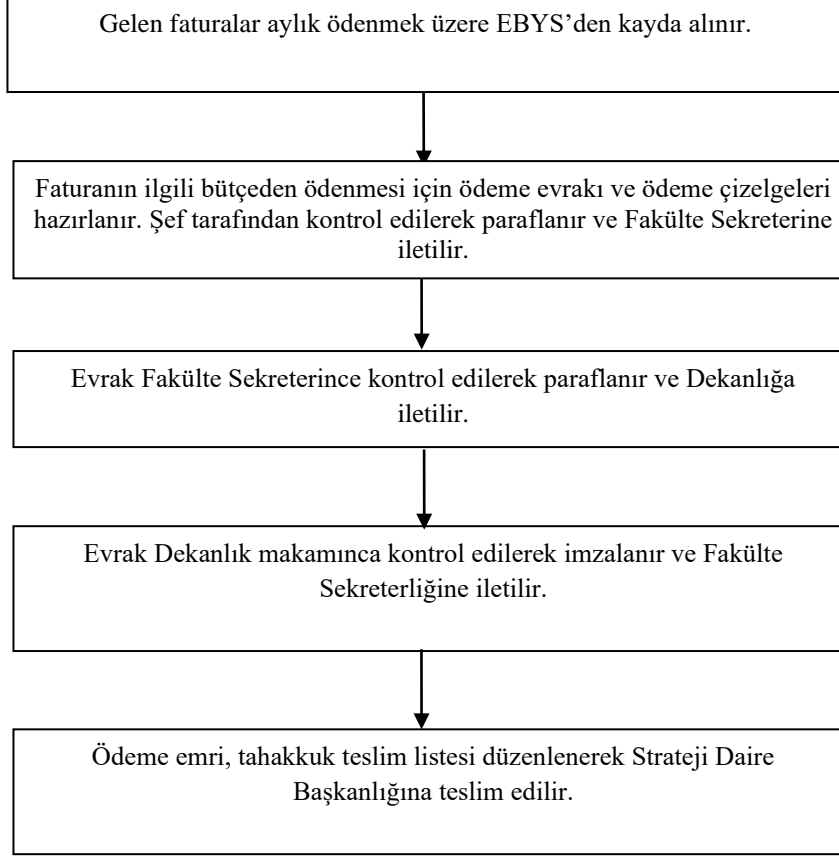 Gelen faturalar aylık ödenmek üzere EBYS’den kayda alınır.
Faturanın ilgili bütçeden ödenmesi için ödeme evrakı ve ödeme çizelgeleri
hazırlanır. Şef tarafından kontrol edilerek paraflanır ve Fakülte Sekreterine
iletilir.
Evrak Fakülte Sekreterince kontrol edilerek paraflanır ve Dekanlığa
iletilir.
Evrak Dekanlık makamınca kontrol edilerek imzalanır ve Fakülte
Sekreterliğine iletilir.
Ödeme emri, tahakkuk teslim listesi düzenlenerek Strateji Daire
Başkanlığına teslim edilir.